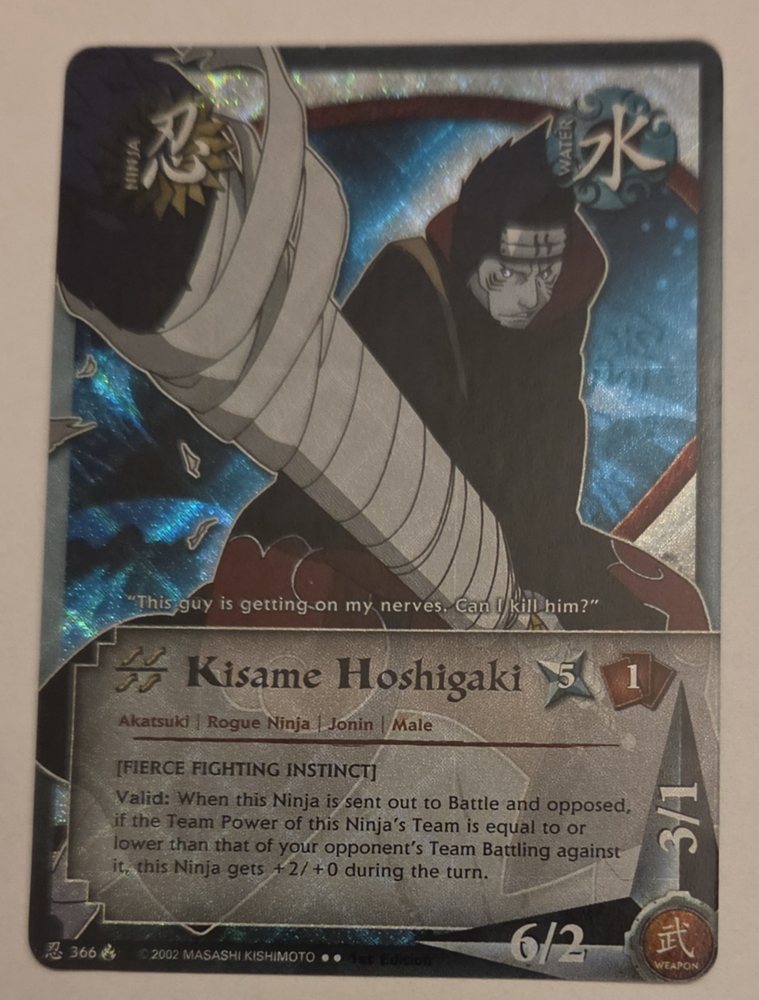 忍
NINJA
水
WATER
"This guy is getting on my nerves. Can I kill him?"
Kisame Hoshigaki
5
1
Akatsuki | Rogue Ninja | Jonin | Male
[FIERCE FIGHTING INSTINCT]
Valid: When this Ninja is sent out to Battle and opposed,
if the Team Power of this Ninja's Team is equal to or
lower than that of your opponent's Team Battling against
it, this Ninja gets +2/+0 during the turn.
3/1
6/2
武
WEAPON
忍 366 ©2002 MASASHI KISHIMOTO ●● 1st Edition